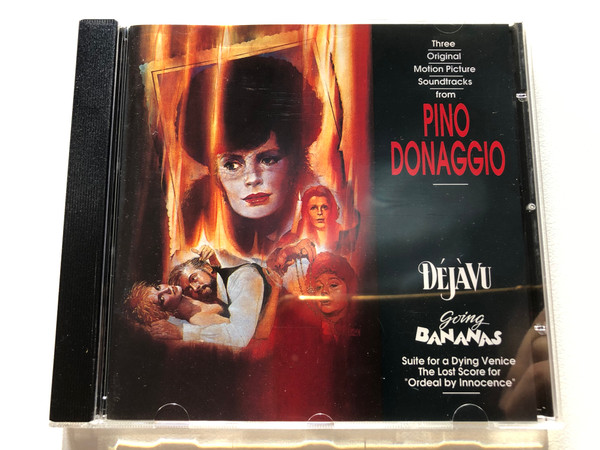 Three
Original
Motion Picture
Soundtracks
from
PINO
DONAGGIO
DÉJÀVU
Going
BANANAS
Suite for a Dying Venice
The Lost Score for
"Ordeal by Innocence"